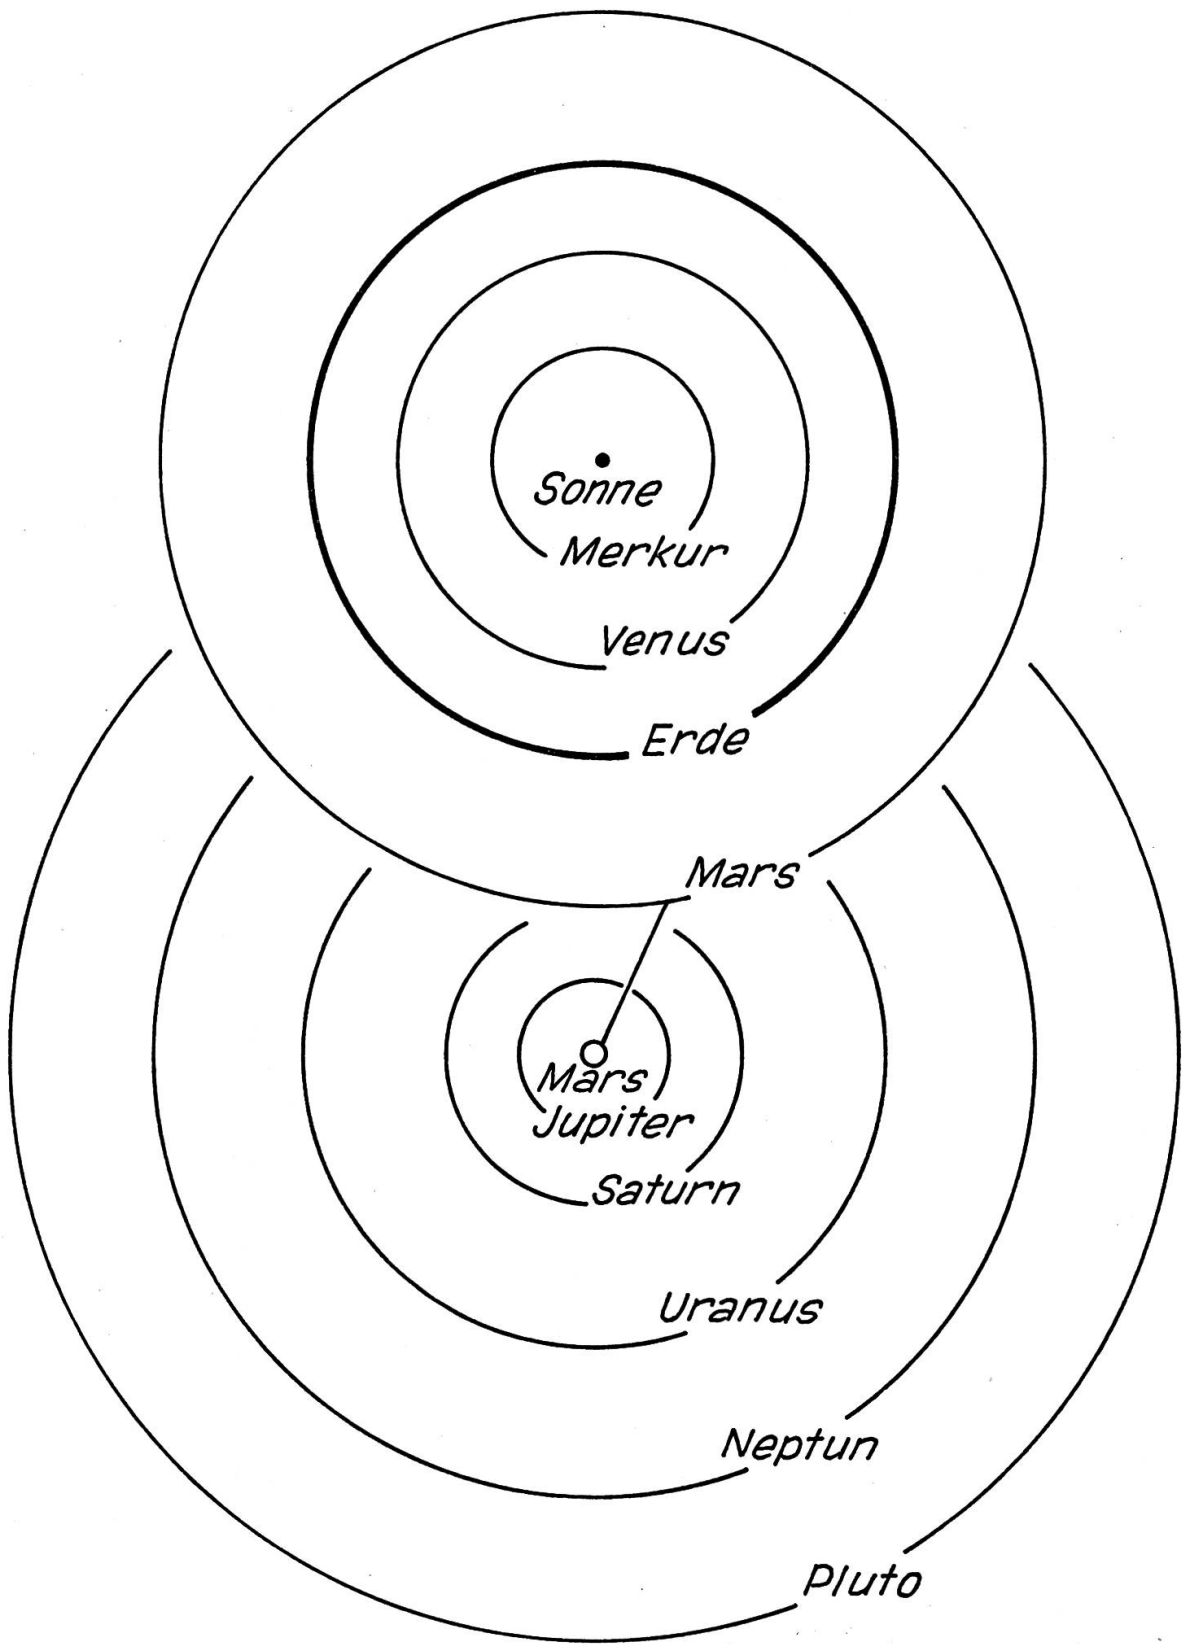 Sonne
Merkur
Venus
Erde
Mars
Mars
Jupiter
Saturn
Uranus
Neptun
Pluto